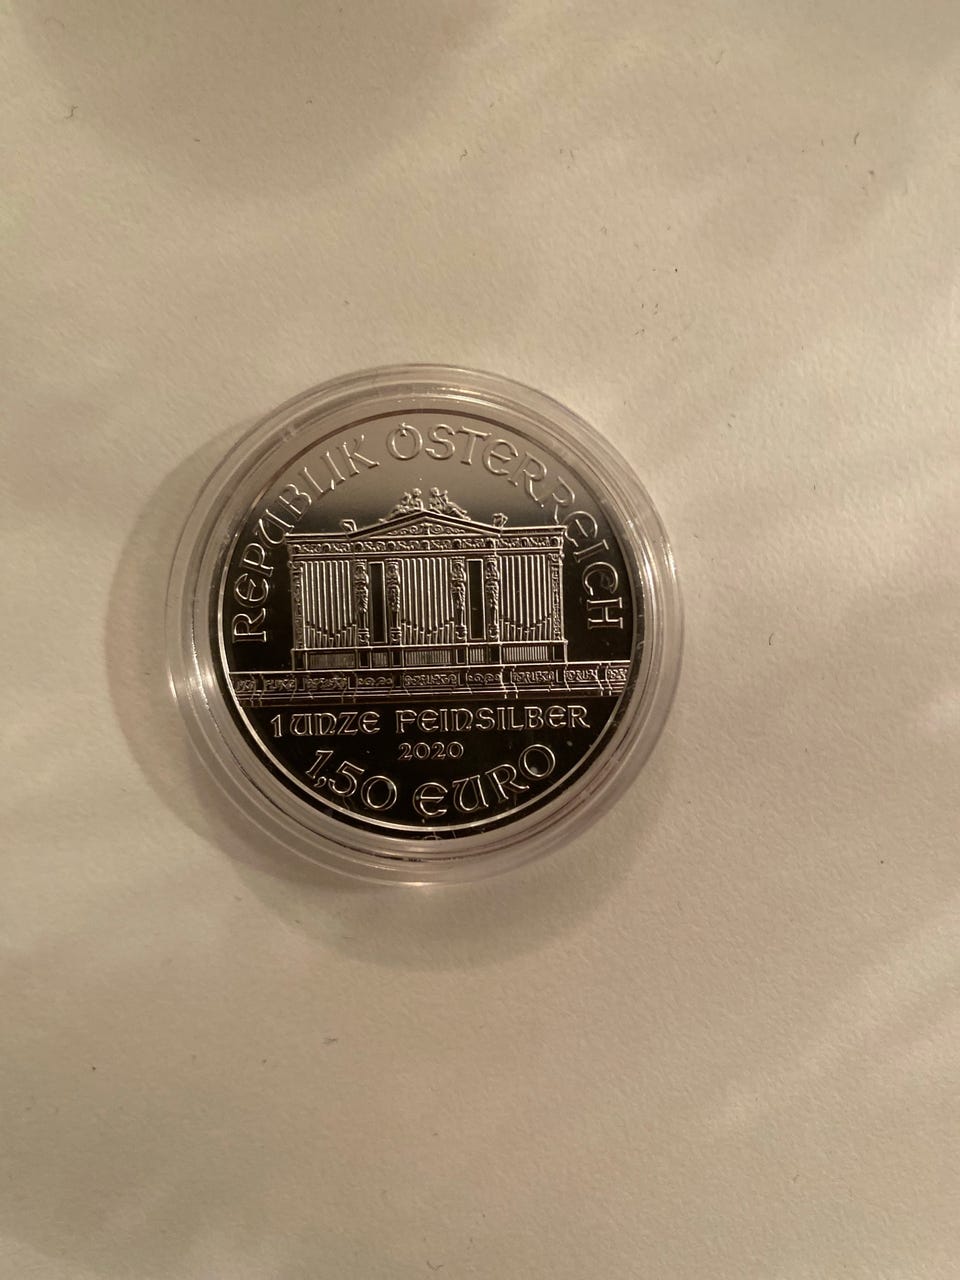 REPUBLIK ÖSTERREICH
1 UNZE FEINSILBER
2020
1,50 EURO